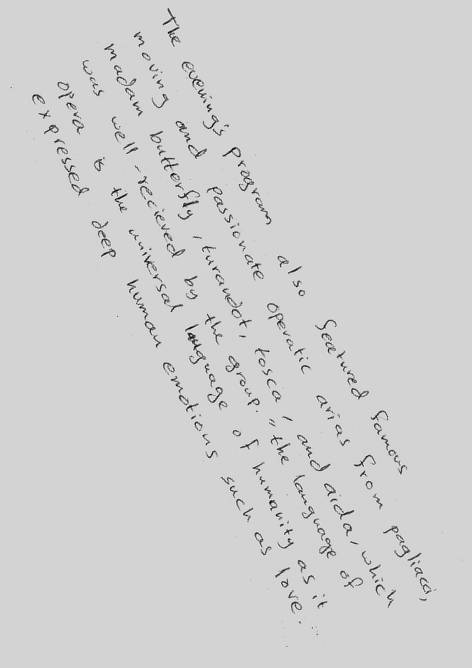 The evening's program also featured famous
moving and passionate operatic arias from pagliacci,
madam butterfly, turandot, tosca, and aida, which
was well-recieved by the group. "the language of
opera is the universal language of humanity as it
expressed deep human emotions such as love.